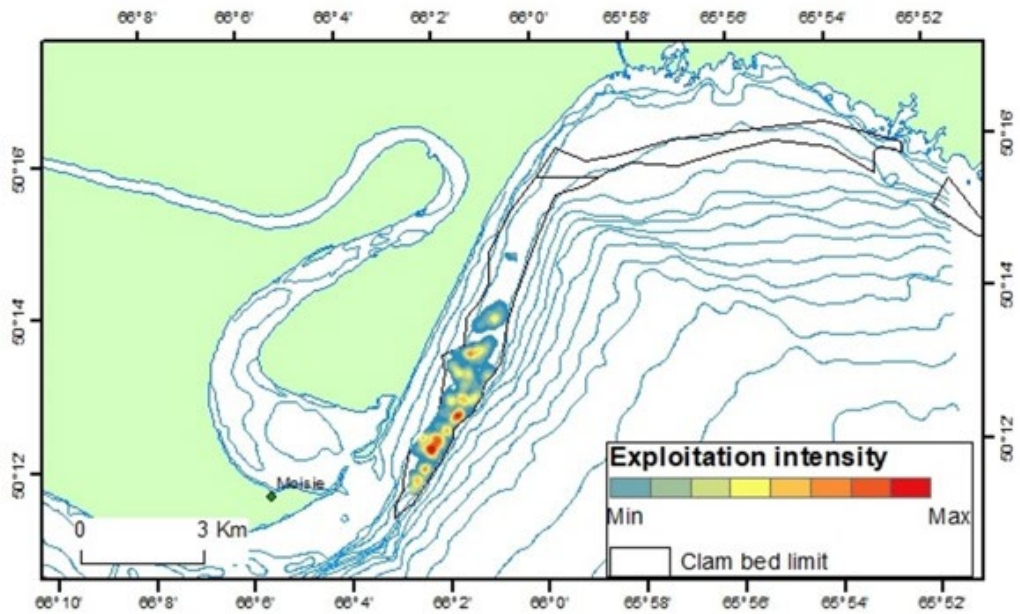 66°8' 66°6' 66°4' 66°2' 66°0' 65°58' 65°56' 65°54' 65°52'
50°16' 50°16'
50°14' 50°14'
50°12' 50°12'
Moisie
0 3 Km
Exploitation intensity
Min Max
Clam bed limit
66°10' 66°8' 66°6' 66°4' 66°2' 66°0' 65°58' 65°56' 65°54' 65°52'